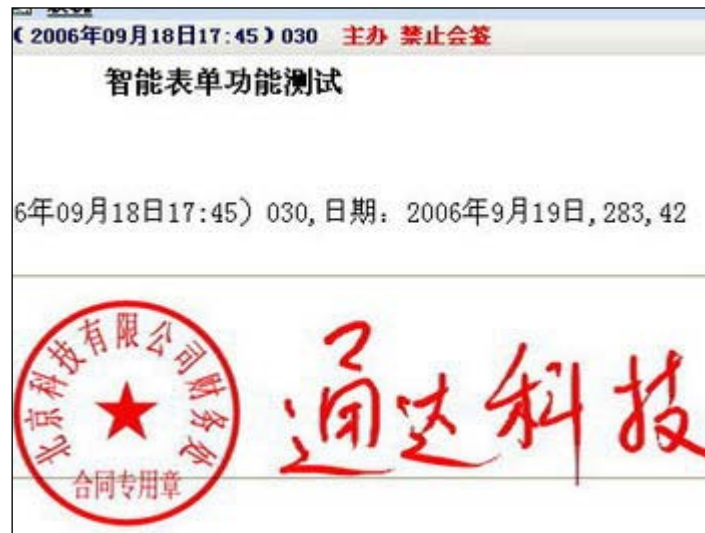 (2006年09月18日17:45)030 主办 禁止会签
智能表单功能测试
6年09月18日17:45) 030,日期: 2006年9月19日,283,42
北京科技有限公司财务处
合同专用章
通达科技